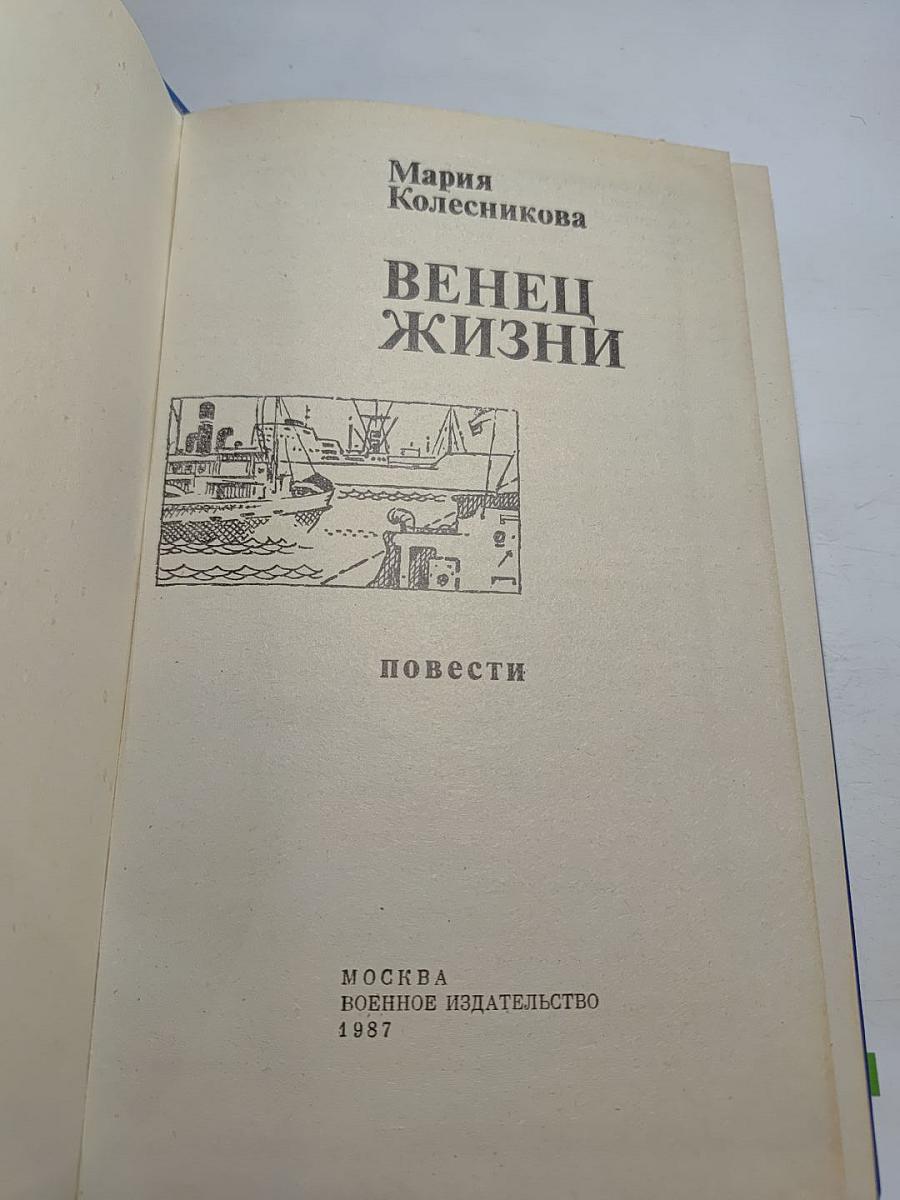 Мария
Колесникова
ВЕНЕЦ
ЖИЗНИ
повести
МОСКВА
ВОЕННОЕ ИЗДАТЕЛЬСТВО
1987